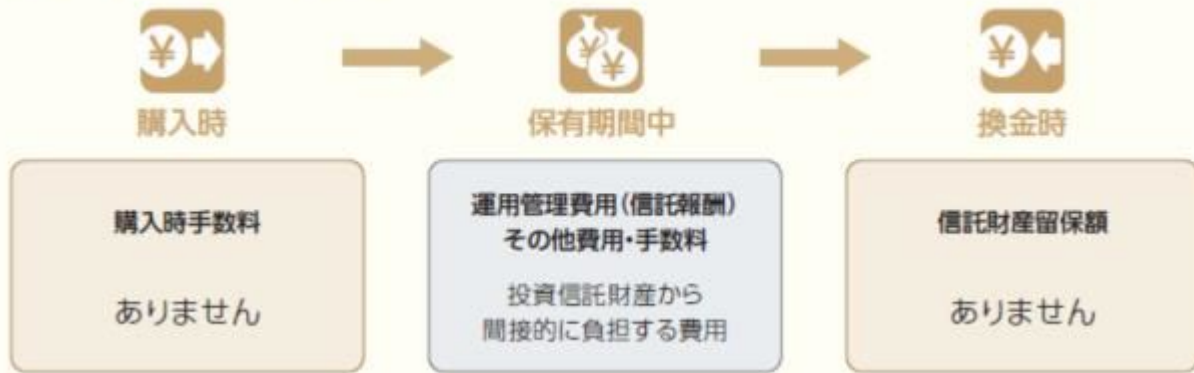 購入時
保有期間中
換金時
購入時手数料
ありません
運用管理費用(信託報酬)
その他費用・手数料
投資信託財産から
間接的に負担する費用
信託財産留保額
ありません